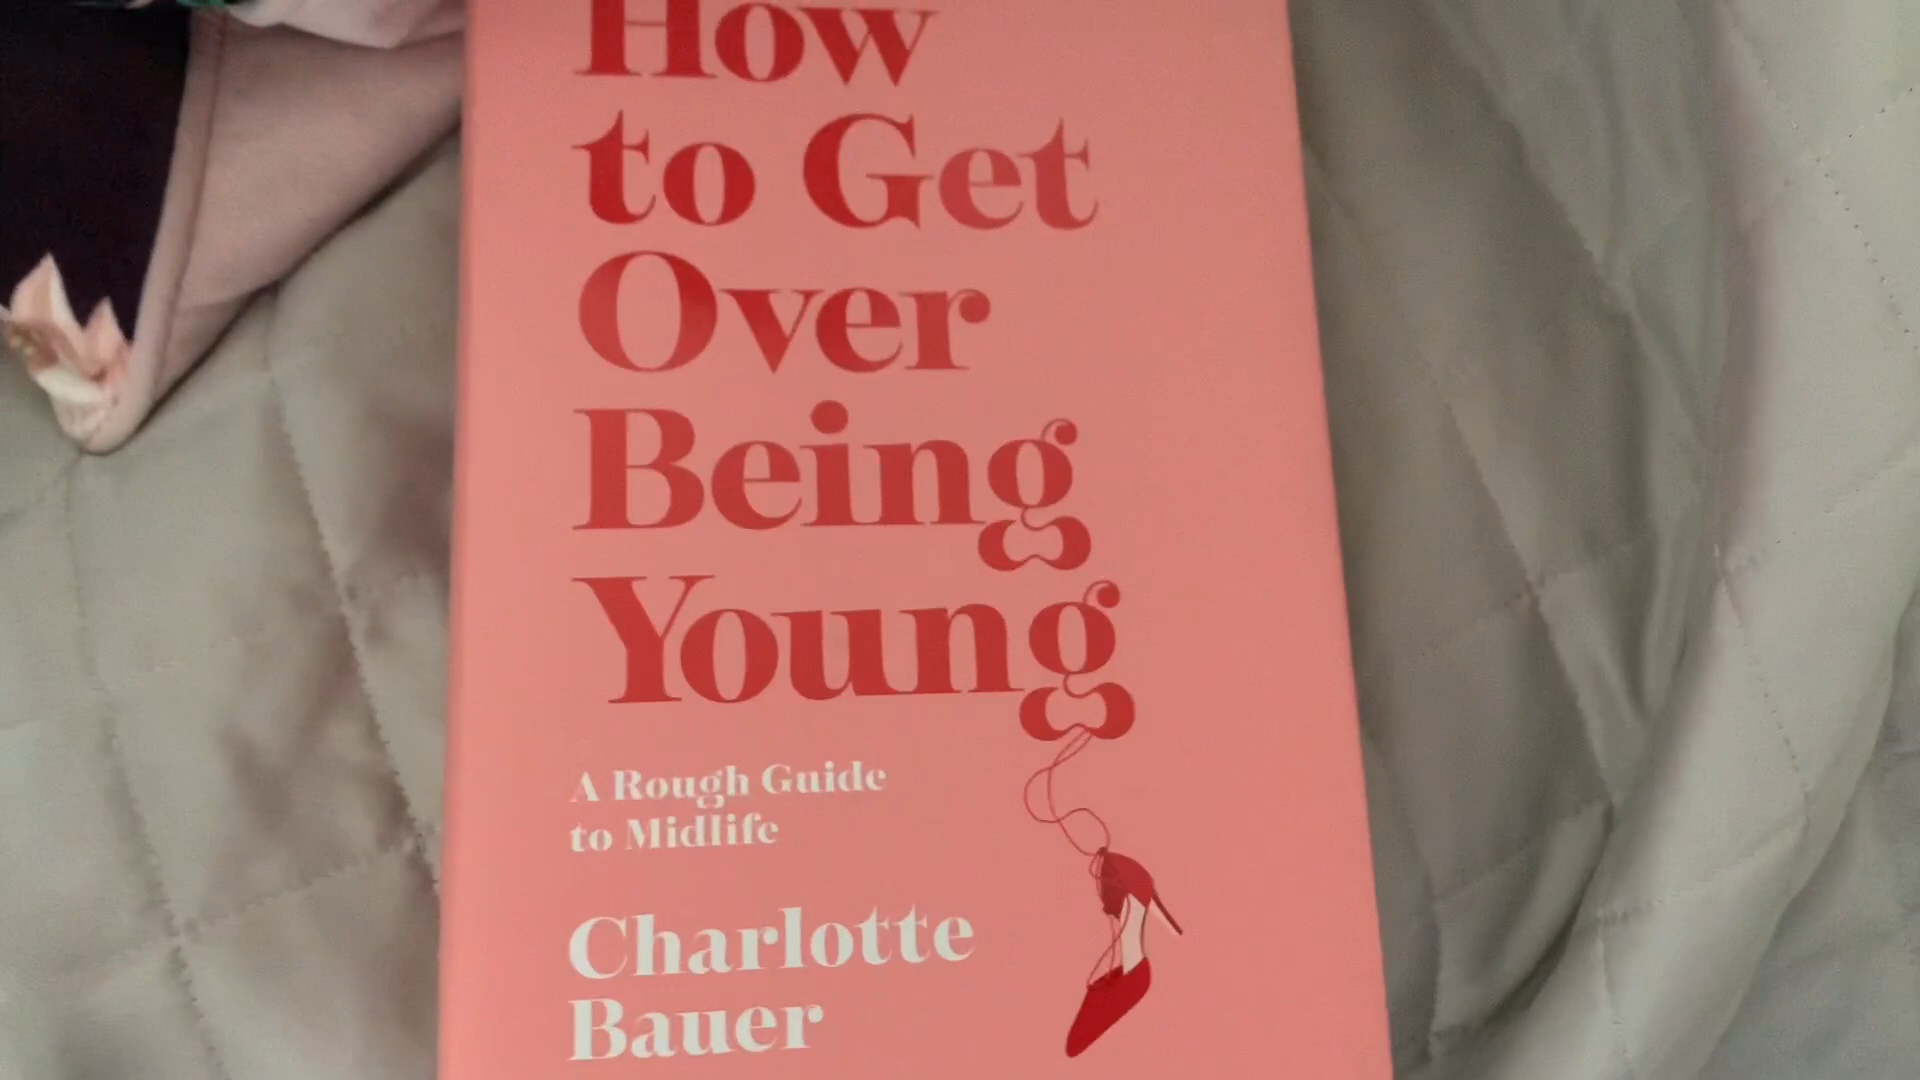 How
to Get
Over
Being
Young
A Rough Guide
to Midlife
Charlotte
Bauer